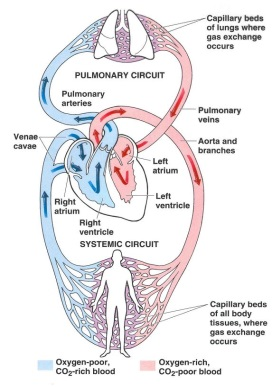 Capillary beds
of lungs where
gas exchange
occurs
PULMONARY CIRCUIT
Pulmonary
arteries
Pulmonary
veins
Venae
cavae
Aorta and
branches
Left
atrium
Right
atrium
Left
ventricle
Right
ventricle
SYSTEMIC CIRCUIT
Capillary beds
of all body
tissues, where
gas exchange
occurs
Oxygen-poor,
CO₂-rich blood
Oxygen-rich,
CO₂-poor blood